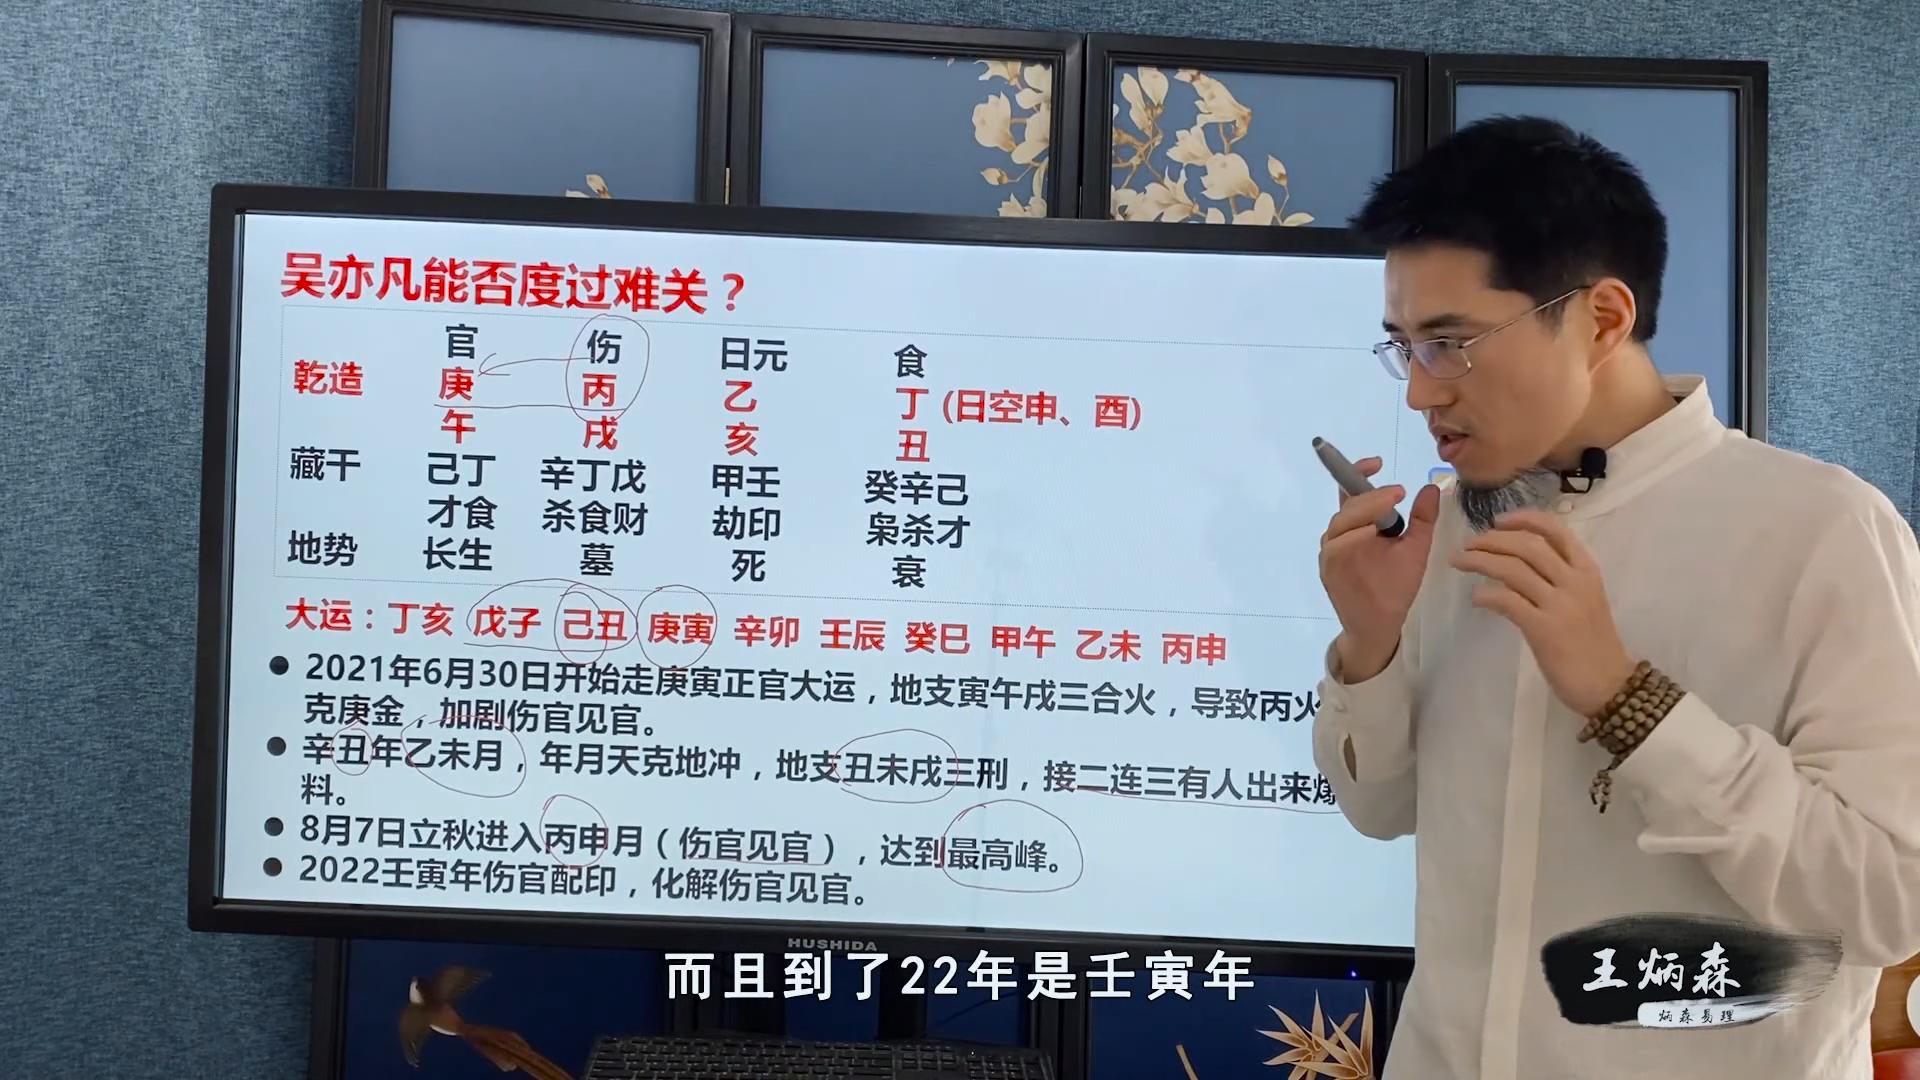 吴亦凡能否度过难关？
官 伤 日元 食
乾造 庚 丙 乙 丁 (日空申、酉)
午 戌 亥 丑
藏干 己丁 辛丁戊 甲壬 癸辛己
才食 杀食财 劫印 枭杀才
地势 长生 墓 死 衰
大运：丁亥 戊子 己丑 庚寅 辛卯 壬辰 癸巳 甲午 乙未 丙申
● 2021年6月30日开始走庚寅正官大运，地支寅午戌三合火，导致丙火
克庚金，加剧伤官见官。
● 辛丑年乙未月，年月天克地冲，地支丑未戌三刑，接二连三有人出来爆
料。
● 8月7日立秋进入丙申月（伤官见官），达到最高峰。
● 2022壬寅年伤官配印，化解伤官见官。
HUSHIDA
而且到了22年是壬寅年
王炳森
炳森易理